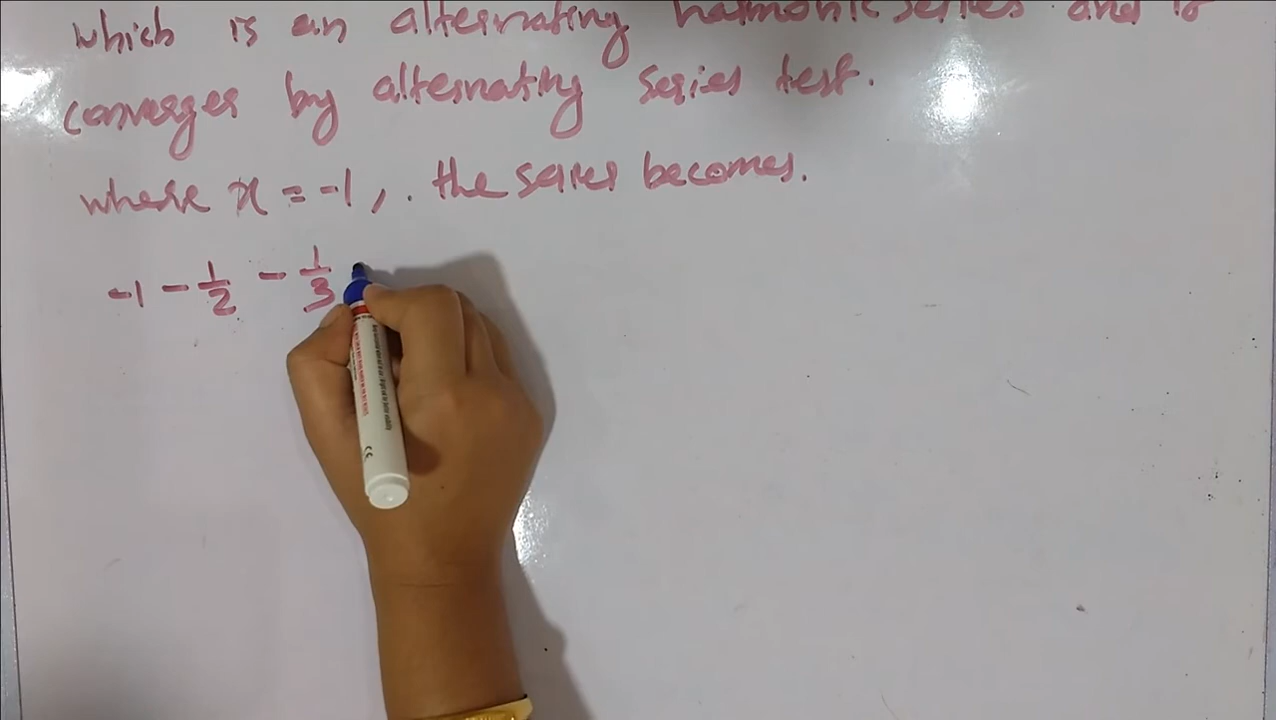 which is an alternating harmonic series and it
converges by alternating series test.
where x = -1, . the series becomes.
-1 - 1/2 - 1/3